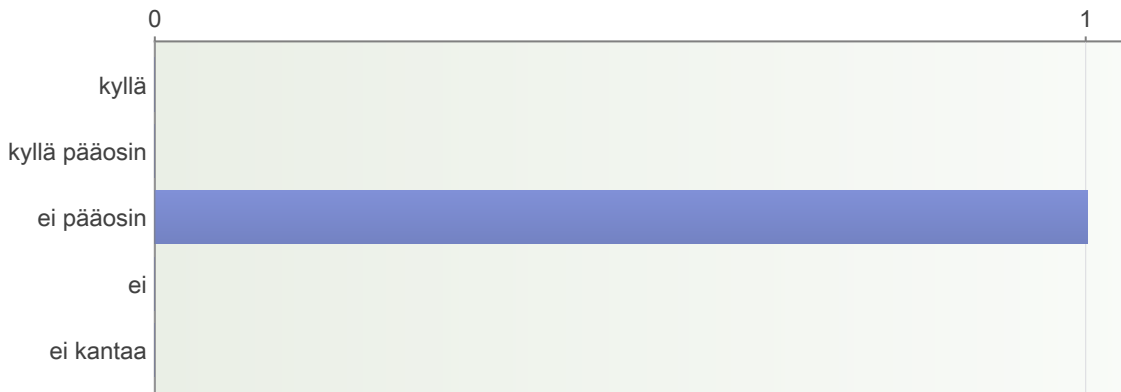 0 1
kyllä
kyllä pääosin
ei pääosin
ei
ei kantaa